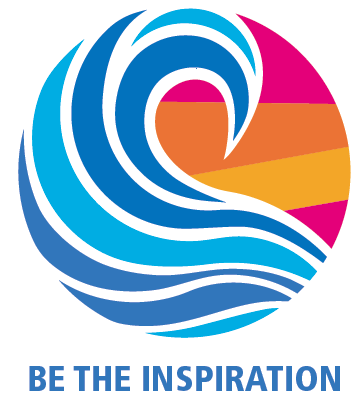 BE THE INSPIRATION